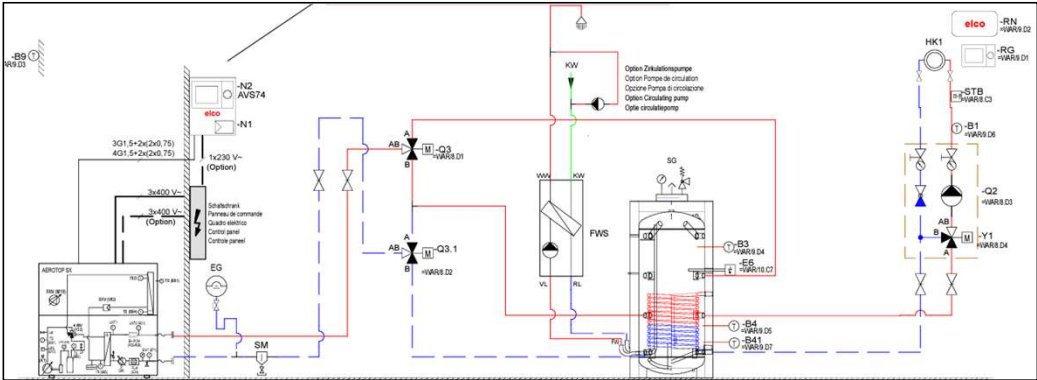 -B9
=WAR/9.D3
-N2
AVS74
elco
-N1
3G1,5+2x(2x0,75)
4G1,5+2x(2x0,75)
1x230 V~
(Option)
3x400 V~
3x400 V~
(Option)
Schaltschrank
Panneau de commande
Quadro elektrico
Control panel
Controle paneel
AEROTOP SX
EG
SM
A
AB
B
M
-Q3
=WAR/8.D1
A
AB
B
M
-Q3.1
=WAR/8.D2
KW
Option Zirkulationspumpe
Option Pompe de circulation
Opzione Pompa di circolazione
Option Circulating pump
Optie circulatiepomp
WW
KW
FWS
VL
RL
SG
T
-B3
=WAR/9.D4
-E6
=WAR/10.C7
T
-B4
=WAR/9.D5
T
-B41
=WAR/9.D7
elco
-RN
=WAR/9.D2
-RG
=WAR/9.D1
HK1
-STB
=WAR/8.C3
T
-B1
=WAR/9.D6
-Q2
=WAR/8.D3
AB
B
A
M
-Y1
=WAR/8.D4